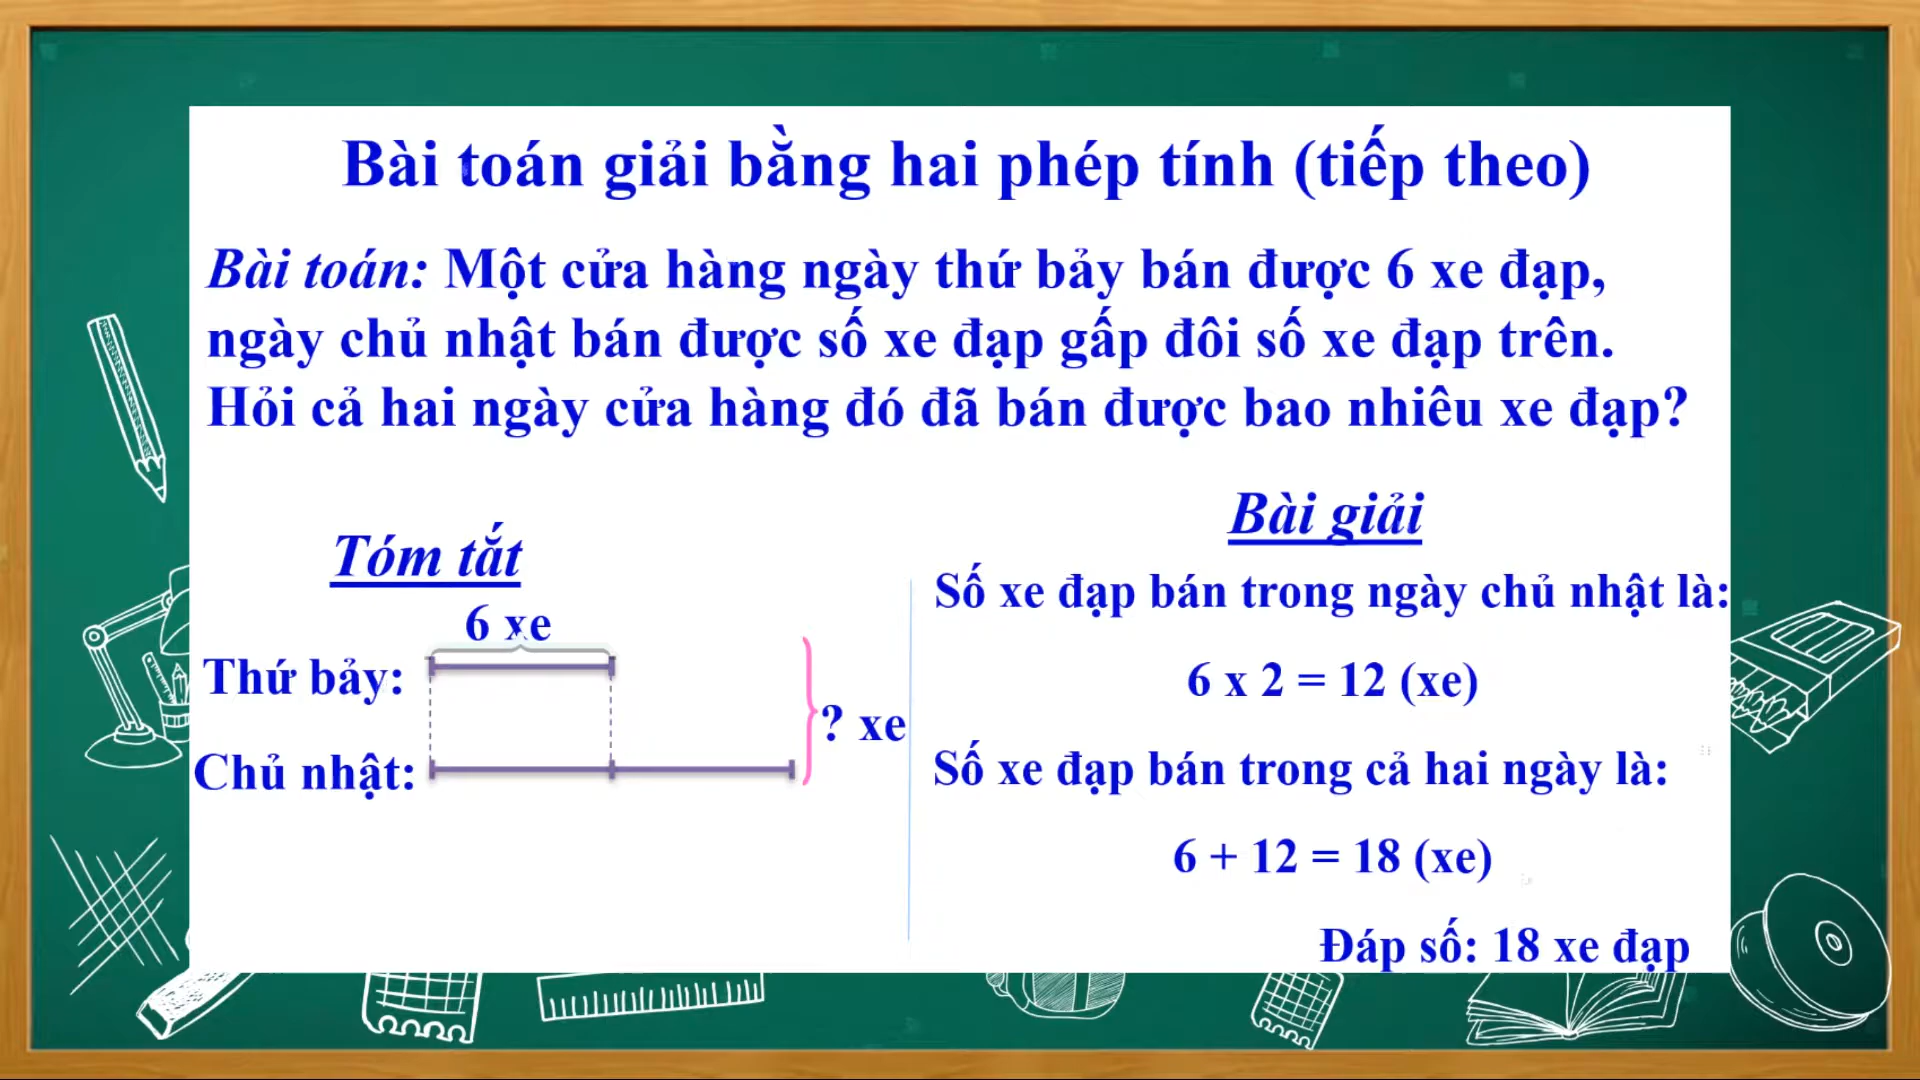 Bài toán giải bằng hai phép tính (tiếp theo)
Bài toán: Một cửa hàng ngày thứ bảy bán được 6 xe đạp,
ngày chủ nhật bán được số xe đạp gấp đôi số xe đạp trên.
Hỏi cả hai ngày cửa hàng đó đã bán được bao nhiêu xe đạp?
Tóm tắt
6 xe
Thứ bảy:
Chủ nhật:
? xe
Bài giải
Số xe đạp bán trong ngày chủ nhật là:
6 x 2 = 12 (xe)
Số xe đạp bán trong cả hai ngày là:
6 + 12 = 18 (xe)
Đáp số: 18 xe đạp